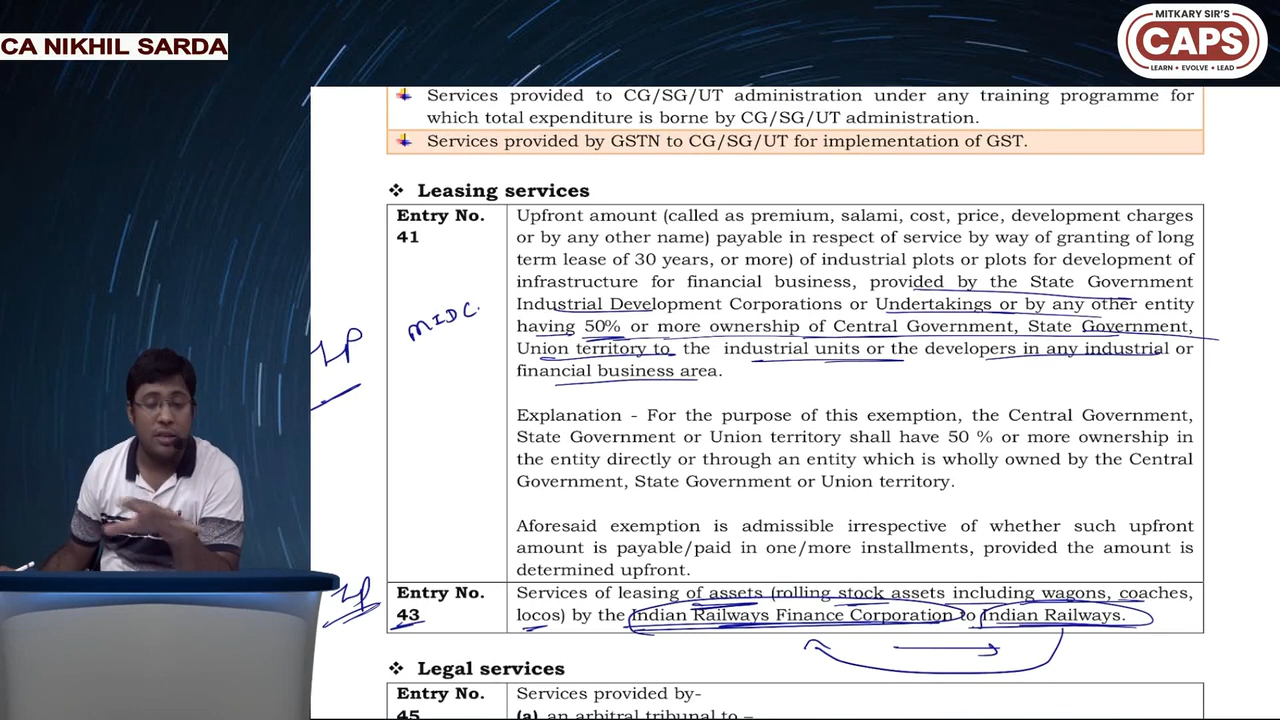 CA NIKHIL SARDA
MITKARY SIR'S
CAPS
LEARN • EVOLVE • LEAD
Services provided to CG/SG/UT administration under any training programme for
which total expenditure is borne by CG/SG/UT administration.
Services provided by GSTN to CG/SG/UT for implementation of GST.
❖ Leasing services
Entry No.
41
Upfront amount (called as premium, salami, cost, price, development charges
or by any other name) payable in respect of service by way of granting of long
term lease of 30 years, or more) of industrial plots or plots for development of
infrastructure for financial business, provided by the State Government
Industrial Development Corporations or Undertakings or by any other entity
having 50% or more ownership of Central Government, State Government,
Union territory to the industrial units or the developers in any industrial or
financial business area.
MIDC
Explanation - For the purpose of this exemption, the Central Government,
State Government or Union territory shall have 50 % or more ownership in
the entity directly or through an entity which is wholly owned by the Central
Government, State Government or Union territory.
Aforesaid exemption is admissible irrespective of whether such upfront
amount is payable/paid in one/more installments, provided the amount is
determined upfront.
Entry No.
43
Services of leasing of assets (rolling stock assets including wagons, coaches,
locos) by the Indian Railways Finance Corporation to Indian Railways.
❖ Legal services
Entry No.
45
Services provided by-
(a) an arbitral tribunal to –